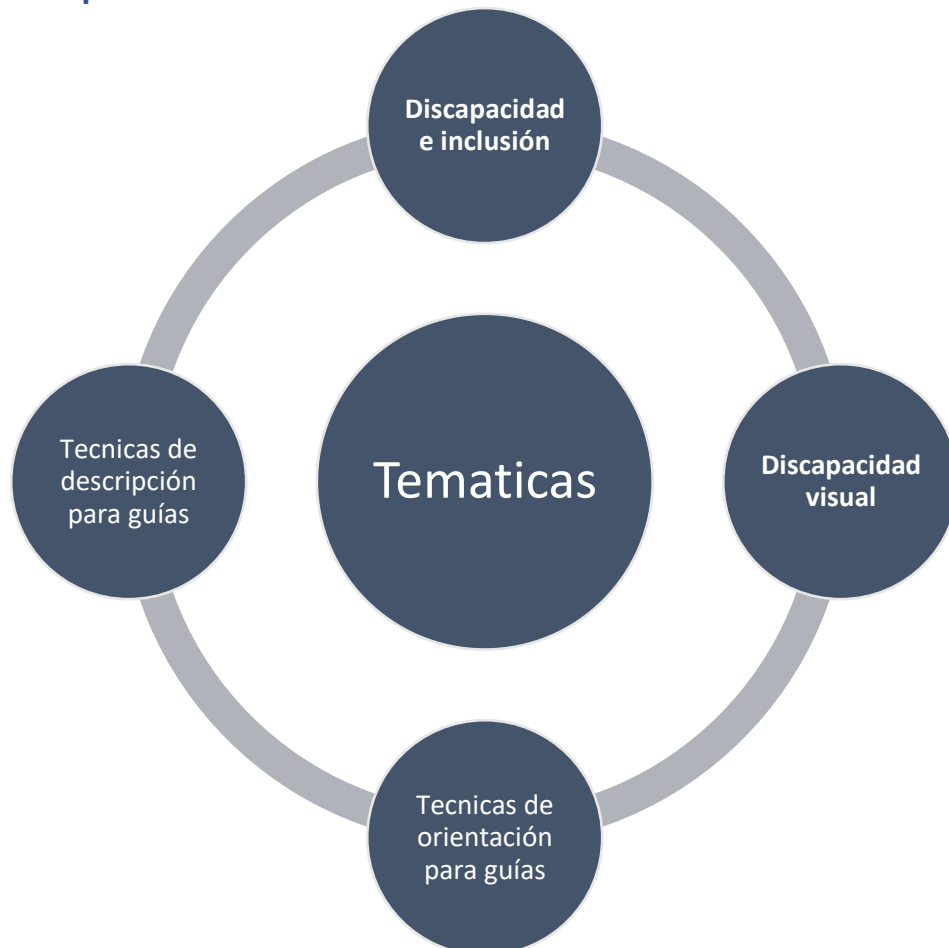 Discapacidad
e inclusión
Tematicas
Discapacidad
visual
Tecnicas de
orientación
para guías
Tecnicas de
descripción
para guías